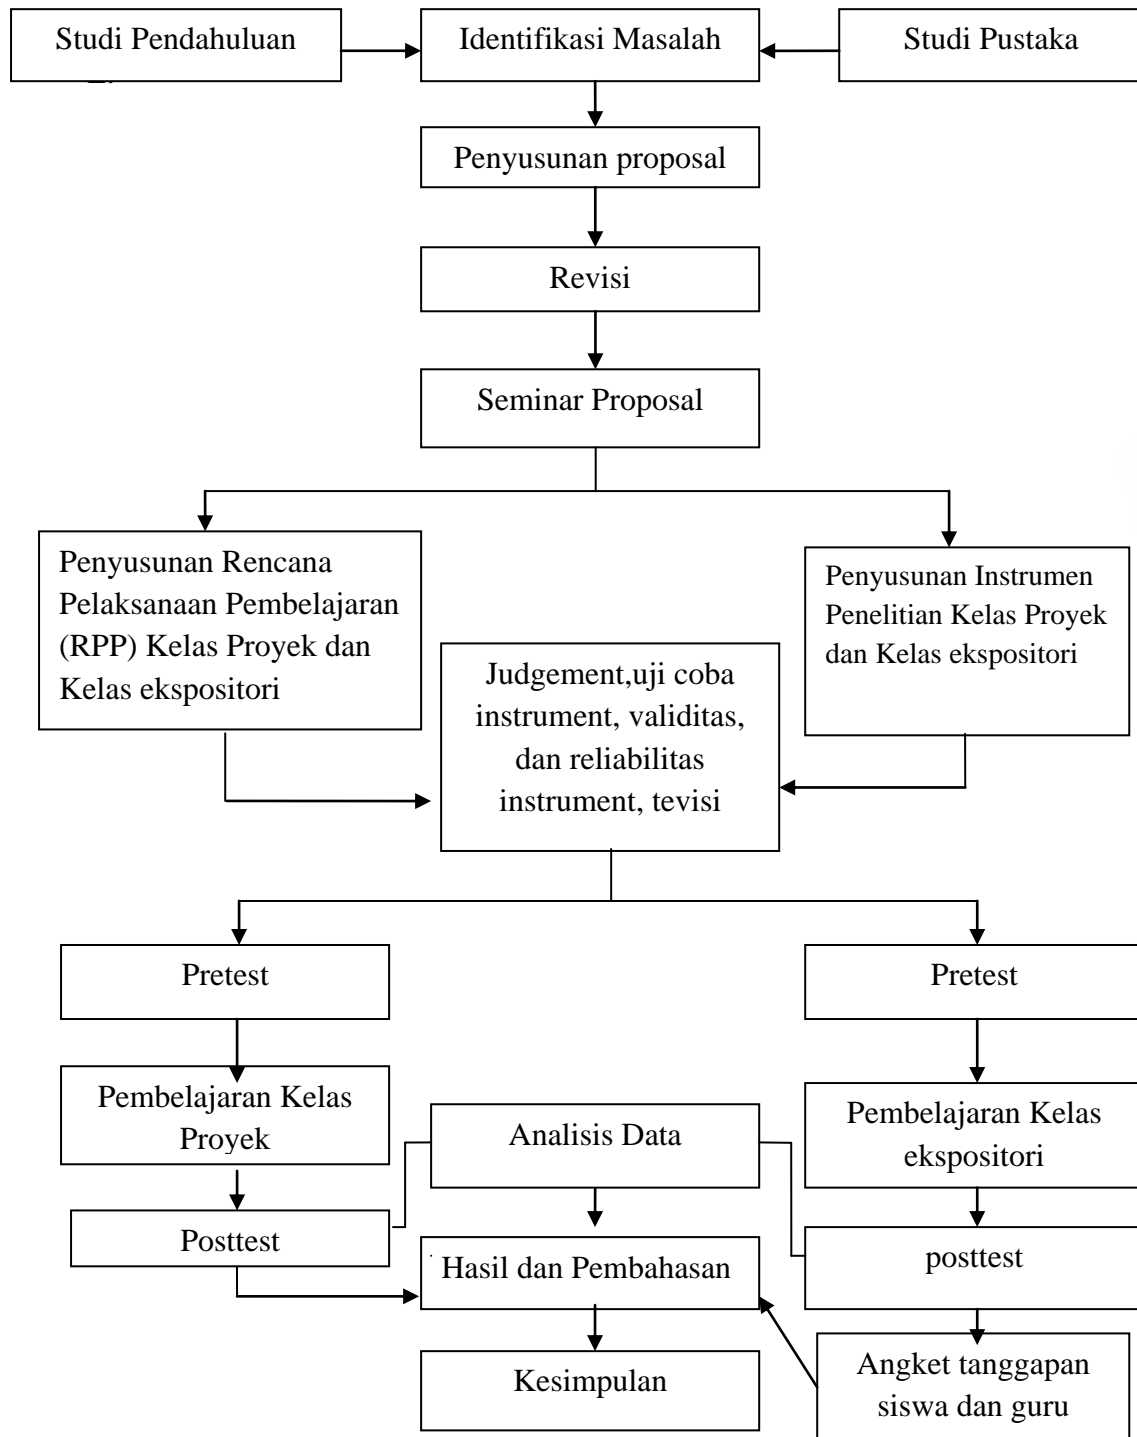 Studi Pendahuluan
Identifikasi Masalah
Studi Pustaka
Penyusunan proposal
Revisi
Seminar Proposal
Penyusunan Rencana
Pelaksanaan Pembelajaran
(RPP) Kelas Proyek dan
Kelas ekspositori
Penyusunan Instrumen
Penelitian Kelas Proyek
dan Kelas ekspositori
Judgement,uji coba
instrument, validitas,
dan reliabilitas
instrument, tevisi
Pretest
Pretest
Pembelajaran Kelas
Proyek
Analisis Data
Pembelajaran Kelas
ekspositori
Posttest
Hasil dan Pembahasan
posttest
Kesimpulan
Angket tanggapan
siswa dan guru